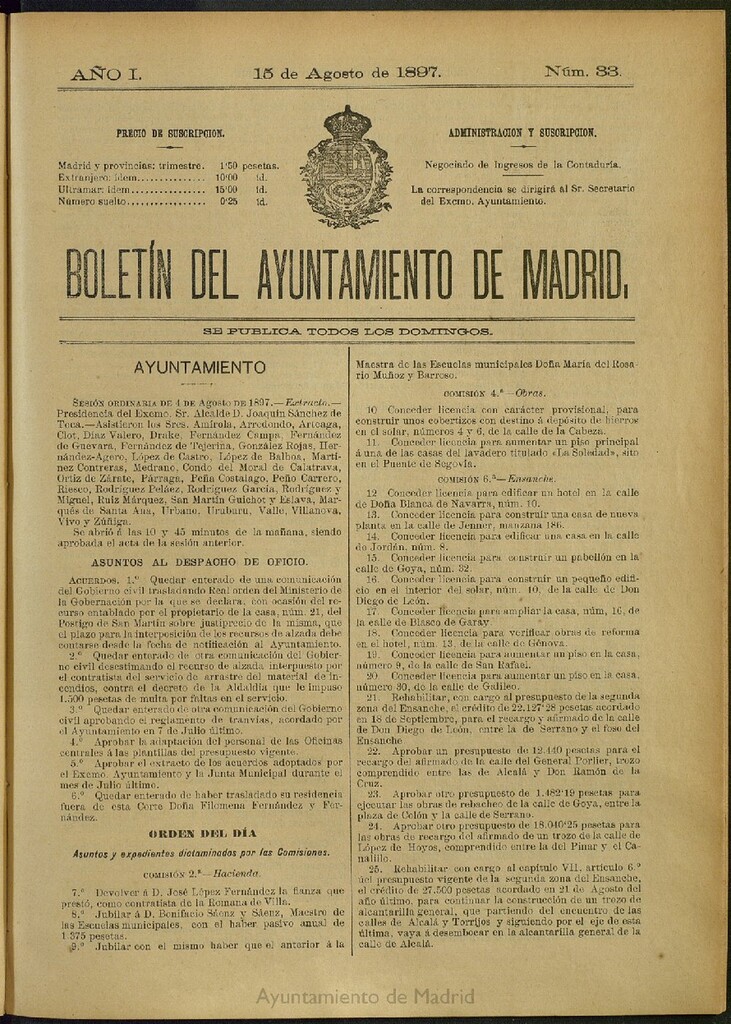 AÑO I.
15 de Agosto de 1897.
Núm. 33.
PRECIO DE SUSCRIPCION.
Madrid y provincias: trimestre. 1'50 pesetas.
Extranjero: ídem............... 10'00 id.
Ultramar: ídem................. 15'00 id.
Número suelto.................. 0'25 id.
ADMINISTRACION Y SUSCRIPCION.
Negociado de Ingresos de la Contaduría.
La correspondencia se dirigirá al Sr. Secretario
del Excmo. Ayuntamiento.
BOLETÍN DEL AYUNTAMIENTO DE MADRID.
SE PUBLICA TODOS LOS DOMINGOS.
AYUNTAMIENTO
SESIÓN ORDINARIA DE 4 DE AGOSTO DE 1897.—Extracto.—
Presidencia del Excmo. Sr. Alcalde D. Joaquín Sánchez de
Toca.—Asistieron los Sres. Amírola, Arredondo, Arteaga,
Clot, Díaz Valero, Drake, Fernández Campa, Fernández
de Guevara, Fernández de Tejerina, González Rojas, Her-
nández-Agero, López de Castro, López de Balboa, Martí-
nez Contreras, Medrano, Conde del Moral de Calatrava,
Ortiz de Zárate, Párraga, Peña Costalago, Peño Carrero,
Riesco, Rodríguez Peláez, Rodríguez García, Rodríguez y
Miguel, Ruiz Márquez, San Martín Guichot y Eslava, Mar-
qués de Santa Ana, Urbano, Uruburu, Valle, Villanova,
Vivo y Zúñiga.
Se abrió á las 10 y 45 minutos de la mañana, siendo
aprobada el acta de la sesión anterior.
ASUNTOS AL DESPACHO DE OFICIO.
ACUERDOS. 1.º Quedar enterado de una comunicación
del Gobierno civil trasladando Real orden del Ministerio de
la Gobernación por la que se declara, con ocasión del re-
curso entablado por el propietario de la casa, núm. 21, del
Postigo de San Martín sobre justiprecio de la misma, que
el plazo para la interposición de los recursos de alzada debe
contarse desde la fecha de notificación al Ayuntamiento.
2.º Quedar enterado de otra comunicación del Gobier-
no civil desestimando el recurso de alzada interpuesto por
el contratista del servicio de arrastre del material de in-
cendios, contra el decreto de la Alcaldía que le impuso
1.500 pesetas de multa por faltas en el servicio.
3.º Quedar enterado de otra comunicación del Gobierno
civil aprobando el reglamento de tranvías, acordado por
el Ayuntamiento en 7 de Julio último.
4.º Aprobar la adaptación del personal de las Oficinas
centrales á las plantillas del presupuesto vigente.
5.º Aprobar el extracto de los acuerdos adoptados por
el Excmo. Ayuntamiento y la Junta Municipal durante el
mes de Julio último.
6.º Quedar enterado de haber trasladado su residencia
fuera de esta Corte Doña Filomena Fernández y Fer-
nández.
ORDEN DEL DÍA
Asuntos y expedientes dictaminados por las Comisiones.
COMISIÓN 2.ª—Hacienda.
7.º Devolver á D. José López Fernández la fianza que
prestó, como contratista de la Romana de Villa.
8.º Jubilar á D. Bonifacio Sáenz y Sáenz, Maestro de
las Escuelas municipales, con el haber pasivo anual de
1.375 pesetas.
9.º Jubilar con el mismo haber que el anterior á la
Maestra de las Escuelas municipales Doña María del Rosa-
rio Muñoz y Barroso.
COMISIÓN 4.ª—Obras.
10 Conceder licencia con carácter provisional, para
construir unos cobertizos con destino á depósito de hierros
en el solar, números 4 y 6, de la calle de la Cabeza.
11. Conceder licencia para aumentar un piso principal
á una de las casas del lavadero titulado «La Soledad», sito
en el Puente de Segovia.
COMISIÓN 6.ª—Ensanche.
12 Conceder licencia para edificar un hotel en la calle
de Doña Blanca de Navarra, núm. 10.
13. Conceder licencia para construir una casa de nueva
planta en la calle de Jenner, manzana 186.
14. Conceder licencia para edificar una casa en la calle
de Jordán, núm. 8.
15. Conceder licencia para construir un pabellón en la
calle de Goya, núm. 32.
16. Conceder licencia para construir un pequeño edifi-
cio en el interior del solar, núm. 10, de la calle de Don
Diego de León.
17. Conceder licencia para ampliar la casa, núm, 16, de
la calle de Blasco de Garay.
18. Conceder licencia para verificar obras de reforma
en el hotel, núm. 13, de la calle de Génova.
19. Conceder licencia para aumentar un piso en la casa,
número 9, de la calle de San Rafael.
20 Conceder licencia para aumentar un piso en la casa,
número 30, de la calle de Galileo.
21. Rehabilitar, con cargo al presupuesto de la segunda
zona del Ensanche, el crédito de 22.127'28 pesetas acordado
en 18 de Septiembre, para el recargo y afirmado de la calle
de Don Diego de León, entre la de Serrano y el foso del
Ensanche
22. Aprobar un presupuesto de 12.440 pesetas para el
recargo del afirmado de la calle del General Porlier, trozo
comprendido entre las de Alcalá y Don Ramón de la
Cruz.
23. Aprobar otro presupuesto de 1.482'19 pesetas para
ejecutar las obras de rebacheo de la calle de Goya, entre la
plaza de Colón y la calle de Serrano.
24. Aprobar otro presupuesto de 18.040'25 pesetas para
las obras de recargo del afirmado de un trozo de la calle de
López de Hoyos, comprendido entre la del Pinar y el Ca-
nalillo.
25. Rehabilitar con cargo al capítulo VII, artículo 6.º
del presupuesto vigente de la segunda zona del Ensanche,
el crédito de 27.500 pesetas acordado en 21 de Agosto del
año último, para continuar la construcción de un trozo de
alcantarilla general, que partiendo del encuentro de las
calles de Alcalá y Torrijos y siguiendo por el eje de esta
última, vaya á desembocar en la alcantarilla general de la
calle de Alcalá.
Ayuntamiento de Madrid